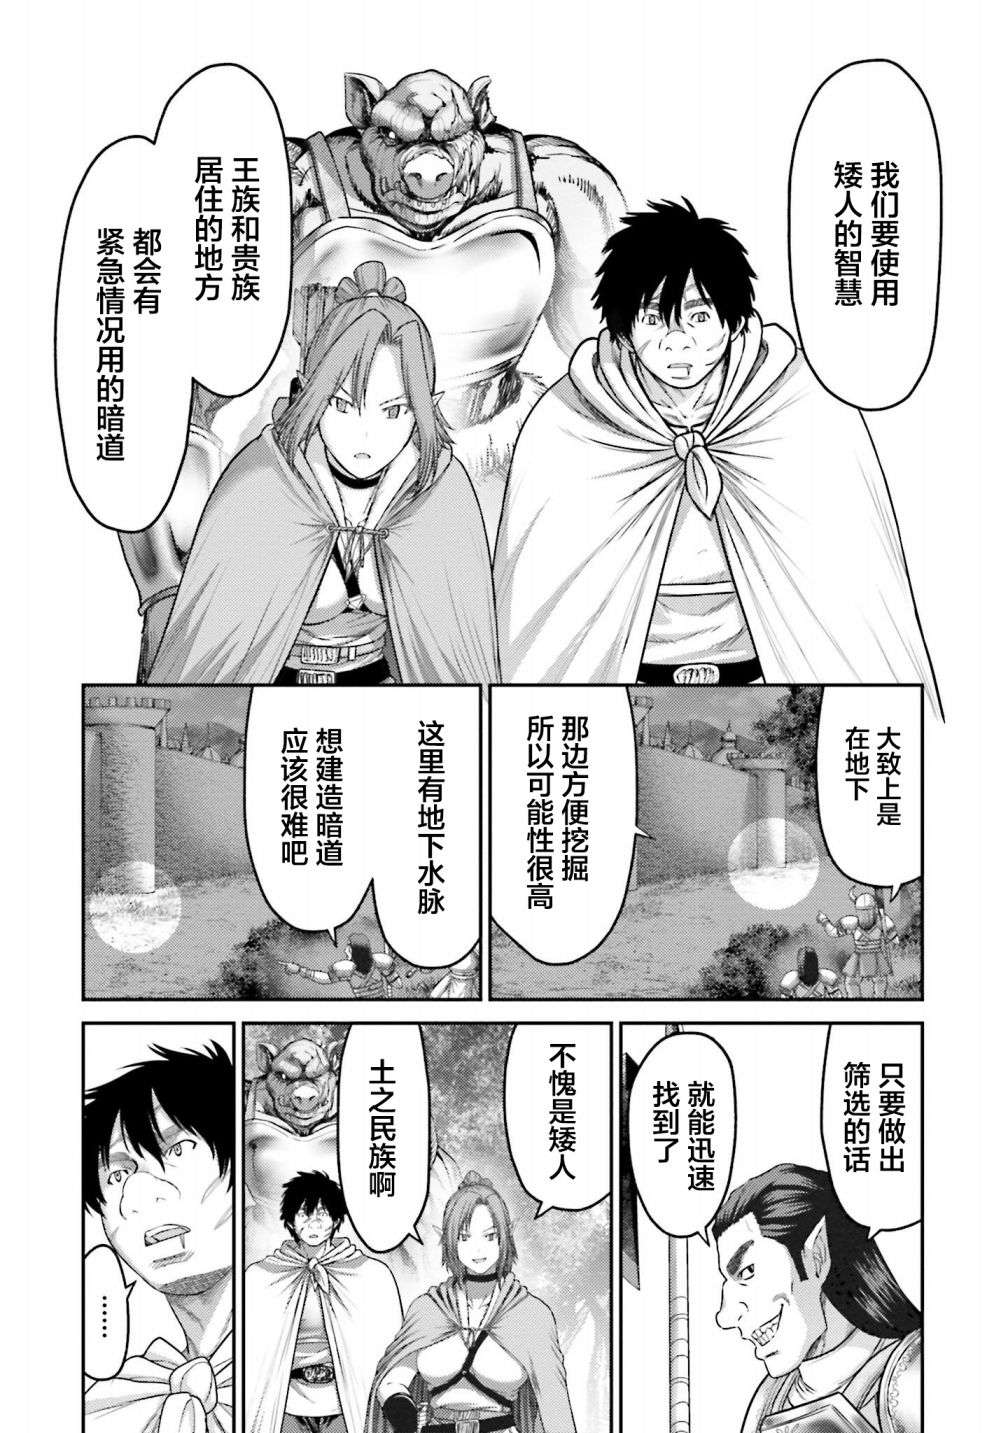 我们要使用
矮人的智慧
王族和贵族
居住的地方
都会有
紧急情况用的暗道
大致上是
在地下
那边方便挖掘
所以可能性很高
这里有地下水脉
想建造暗道
应该很难吧
只要做出
筛选的话
就能迅速
找到了
不愧是矮人
土之民族啊
……